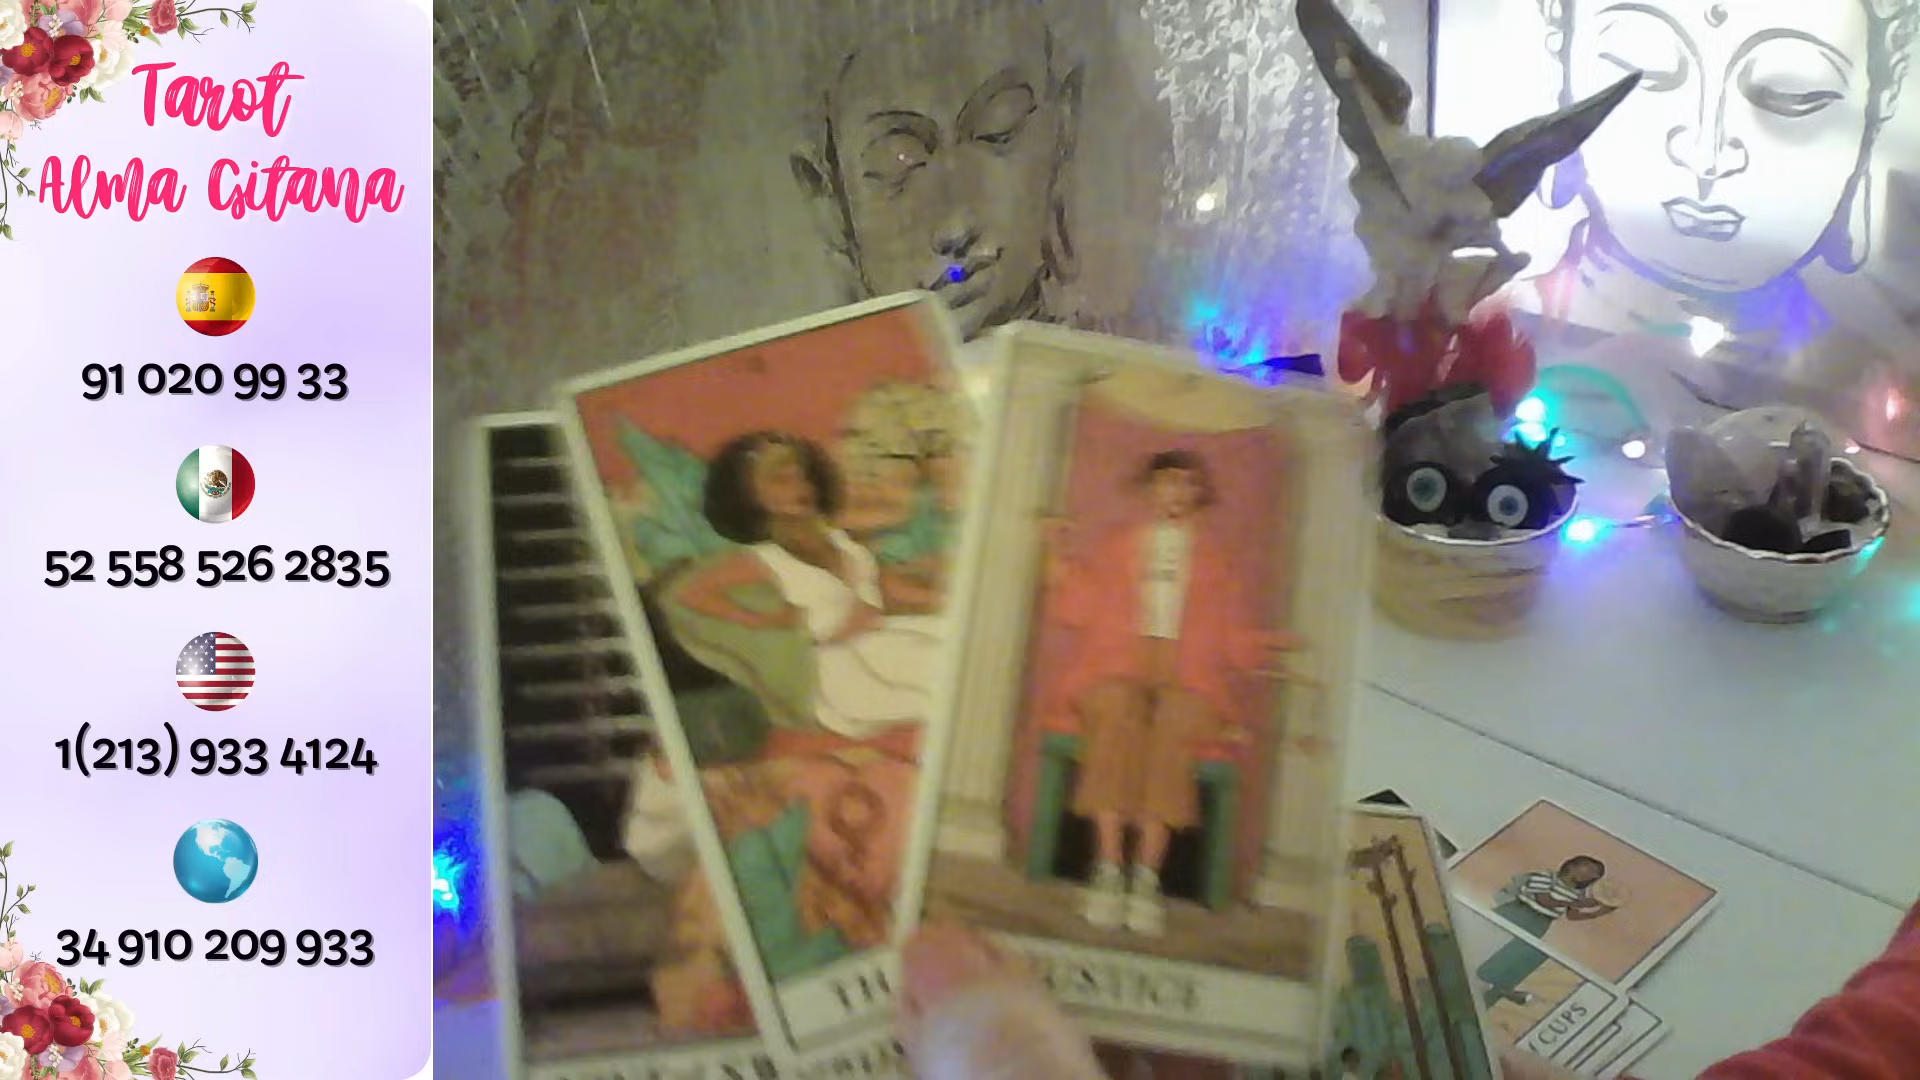 Tarot
Alma Gitana
91 020 99 33
52 558 526 2835
1(213) 933 4124
34 910 209 933
JUSTICE
CUPS